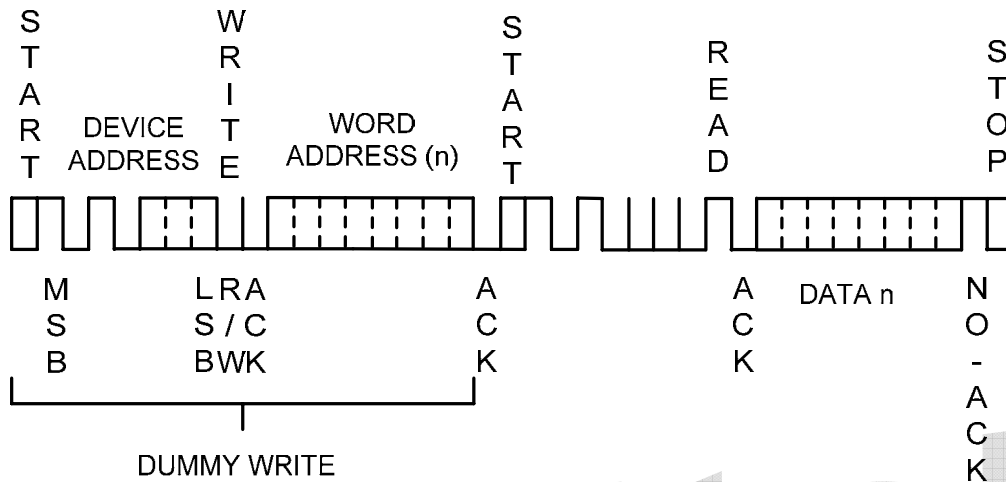 START
WRITE
START
READ
STOP
DEVICE
ADDRESS
WORD
ADDRESS (n)
MSB
LSB
R/W
ACK
ACK
ACK
DATA n
NO-ACK
DUMMY WRITE